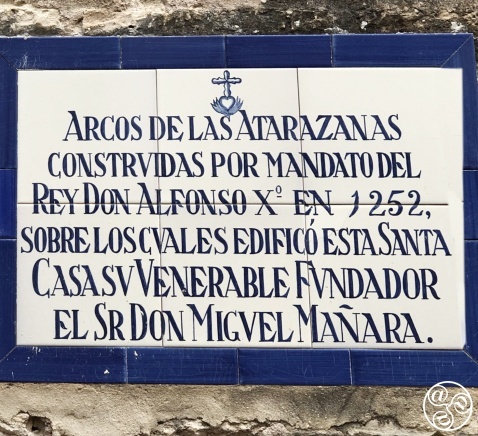 ARCOS DE LAS ATARAZANAS
CONSTRVIDAS POR MANDATO DEL
REY DON ALFONSO Xº EN 1252,
SOBRE LOS CVALES EDIFICÓ ESTA SANTA
CASA SV VENERABLE FVNDADOR
EL SR DON MIGVEL MAÑARA.